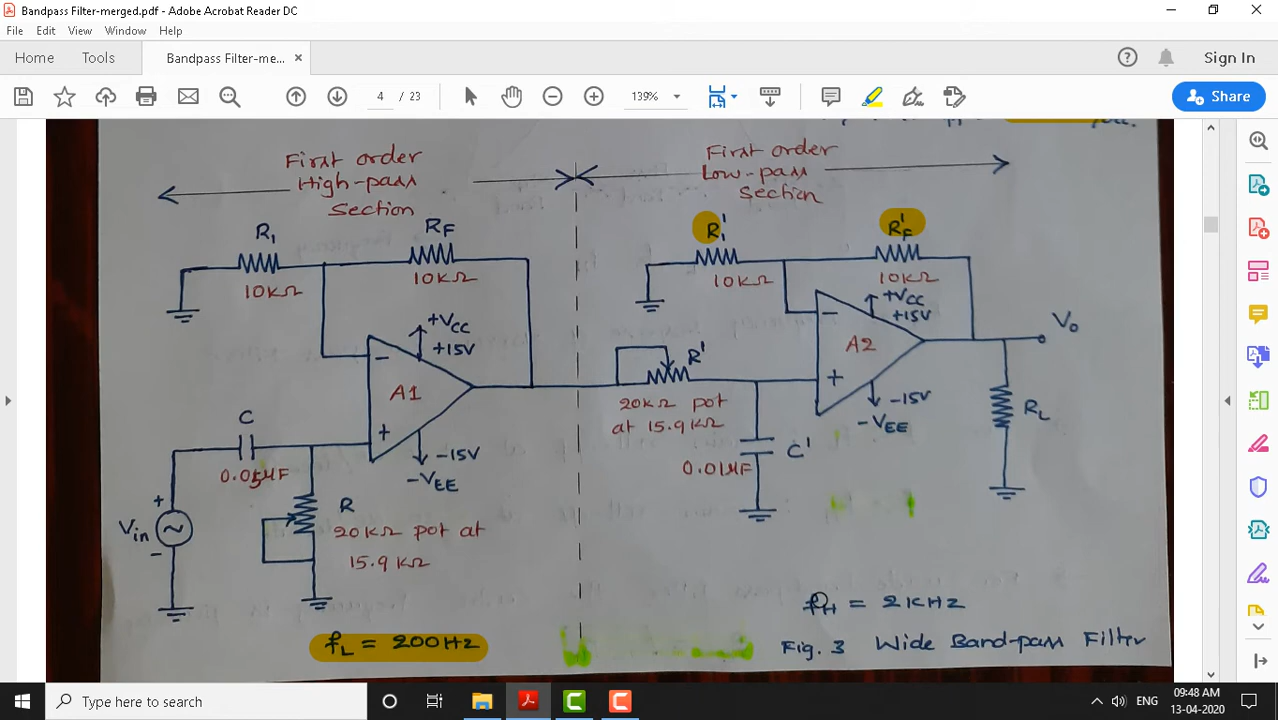 Bandpass Filter-merged.pdf - Adobe Acrobat Reader DC
File Edit View Window Help
Home Tools Bandpass Filter-me... × Sign In
4 / 23 139% Share
First order
High-pass
Section
First order
Low-pass
Section
R1 RF
10KΩ 10KΩ
R1' RF'
10KΩ 10KΩ
+VCC
+15V
A1
-15V
-VEE
C
0.05μF
Vin
R
20KΩ pot at
15.9KΩ
fL = 200HZ
R'
20KΩ pot
at 15.9KΩ
C'
0.01μF
+VCC
+15V
A2
-15V
-VEE
Vo
RL
fH = 2KHZ
Fig. 3 Wide Band-pass Filter
Type here to search
ENG
09:48 AM
13-04-2020